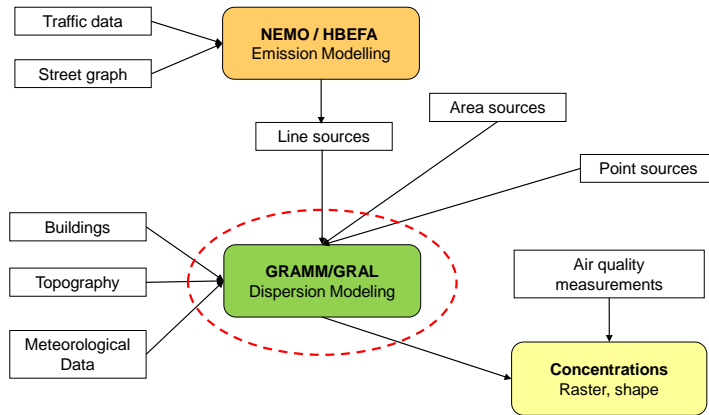 Traffic data
NEMO / HBEFA
Emission Modelling
Street graph
Area sources
Line sources
Point sources
Buildings
GRAMM/GRAL
Dispersion Modeling
Topography
Air quality
measurements
Meteorological
Data
Concentrations
Raster, shape